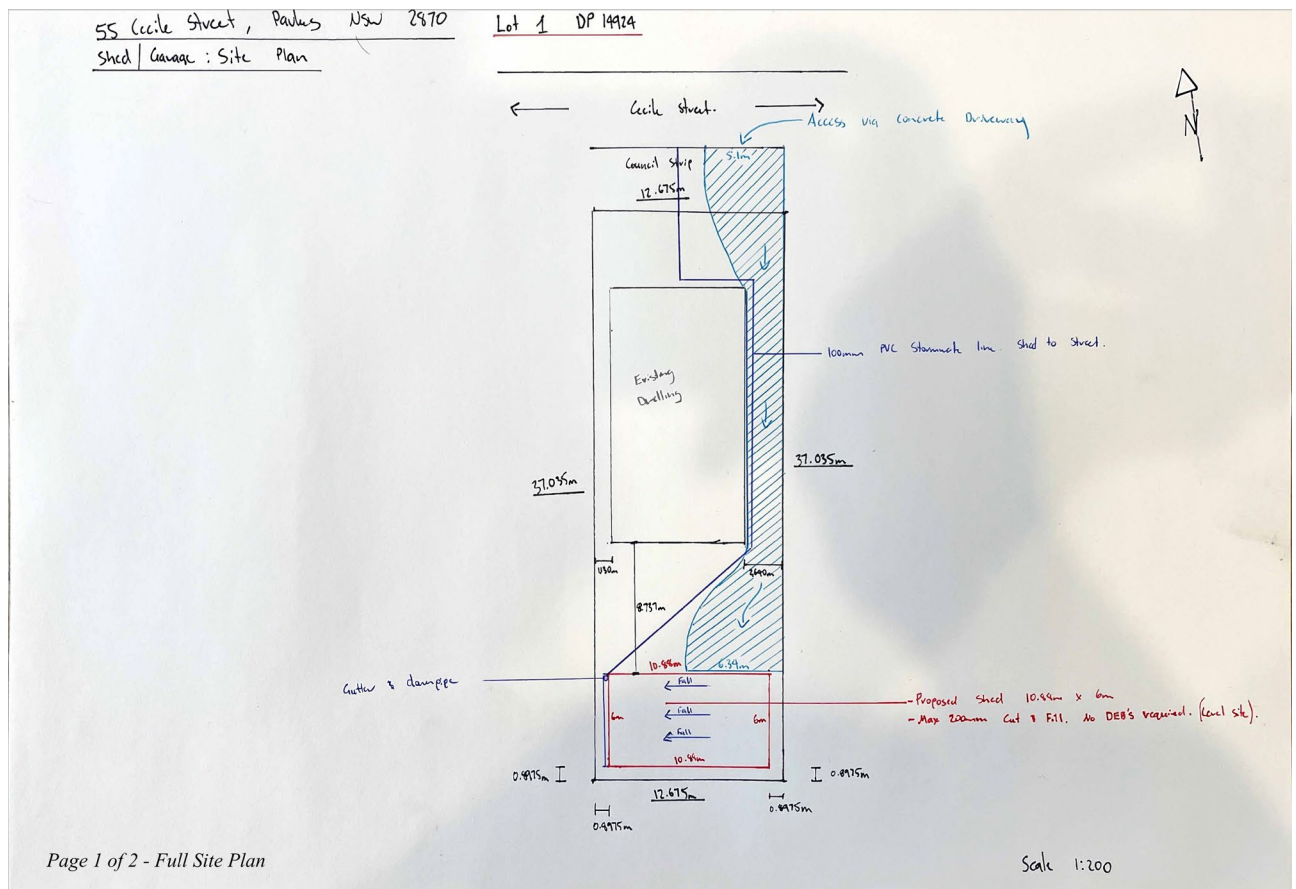 55 Cecile Street, Parkes NSW 2870
Lot 1 DP 14924
Shed / Garage : Site Plan
Cecile Street.
N
Access via concrete Driveway
5.1m
Council Strip
12.675m
100mm PVC Stormwate line. Shed to Street.
Existing
Dwelling
37.035m
37.035m
1130m
2640m
8.737m
10.88m
6.34m
Gutter & downpipe
Fall
Fall
Fall
6m
6m
- Proposed Shed 10.88m x 6m
- Max 200mm Cut & Fill. No DEB's required. (Level site).
10.88m
0.8975m
0.8975m
12.675m
0.8975m
0.8975m
Page 1 of 2 - Full Site Plan
Scale 1:200